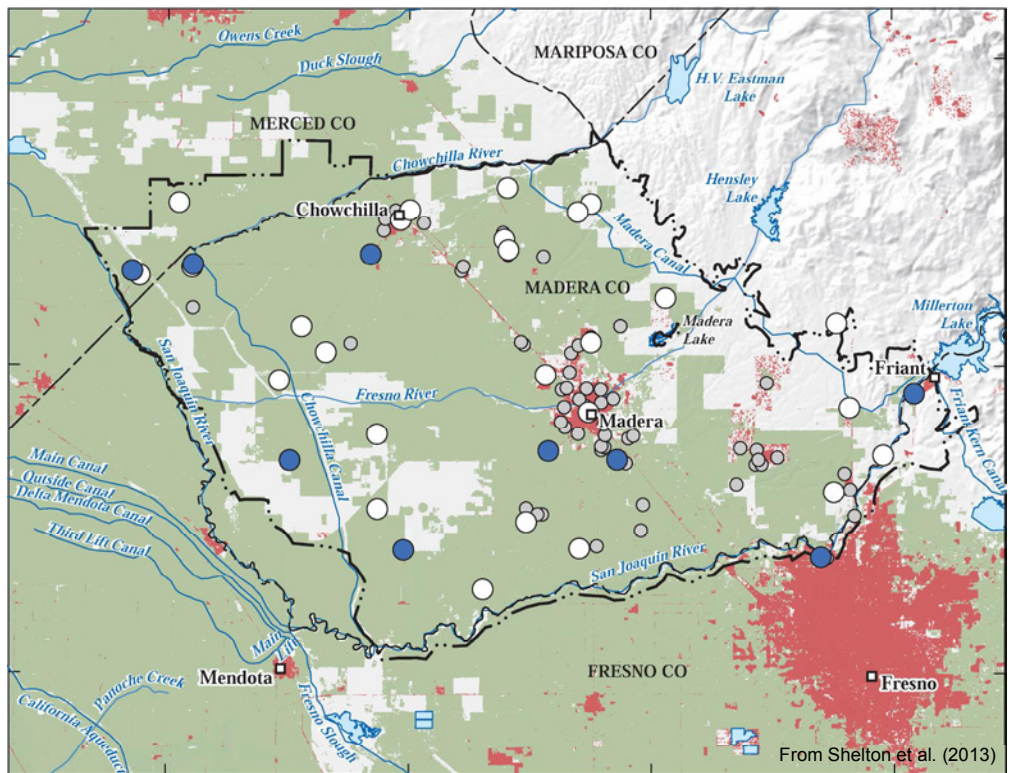 Owens Creek
Duck Slough
MARIPOSA CO
H.V. Eastman
Lake
MERCED CO
Chowchilla River
Hensley
Lake
Chowchilla
Madera Canal
MADERA CO
Millerton
Lake
Madera
Lake
San Joaquin River
Friant
Fresno River
Chowchilla Canal
Madera
Friant Kern Canal
Main Canal
Outside Canal
Delta Mendota Canal
Third Lift Canal
San Joaquin River
Main
Lift
FRESNO CO
Mendota
Fresno
Panoche Creek
Fresno Slough
California Aqueduct
From Shelton et al. (2013)